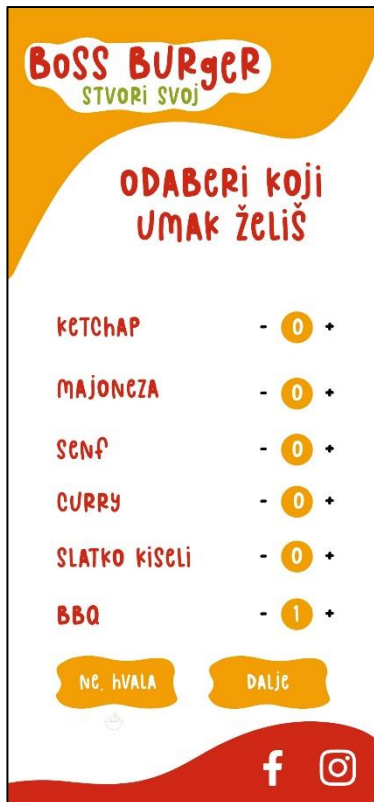 BOSS BURgeR
STVORI SVOJ
ODABERi KOji
UMAK ŽeLiŠ
KeTChAP - 0 +
MAJONeZA - 0 +
SeNf - 0 +
CURRY - 0 +
SLATKO KiSeLi - 0 +
BBQ - 1 +
Ne, hVALA DALje